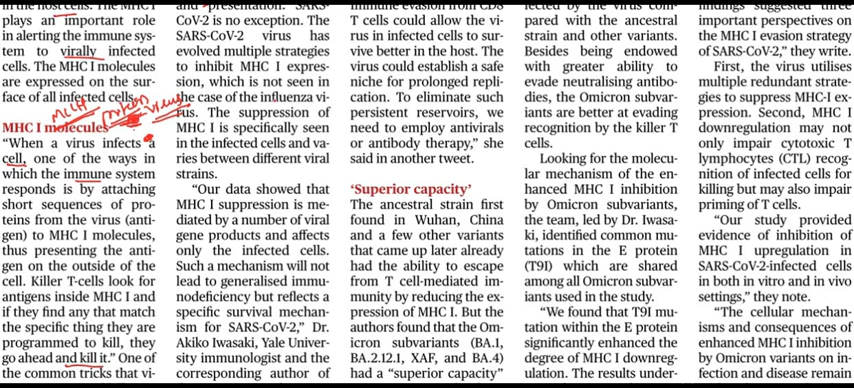 in the host cells. The MHC I
plays an important role
in alerting the immune sys-
tem to virally infected
cells. The MHC I molecules
are expressed on the sur-
face of all infected cells.
MHC I molecules
“When a virus infects a
cell, one of the ways in
which the immune system
responds is by attaching
short sequences of pro-
teins from the virus (anti-
gen) to MHC I molecules,
thus presenting the anti-
gen on the outside of the
cell. Killer T-cells look for
antigens inside MHC I and
if they find any that match
the specific thing they are
programmed to kill, they
go ahead and kill it.” One of
the common tricks that vi-
and presentation. SARS-
CoV-2 is no exception. The
SARS-CoV-2 virus has
evolved multiple strategies
to inhibit MHC I expres-
sion, which is not seen in
the case of the influenza vi-
rus. The suppression of
MHC I is specifically seen
in the infected cells and va-
ries between different viral
strains.
“Our data showed that
MHC I suppression is me-
diated by a number of viral
gene products and affects
only the infected cells.
Such a mechanism will not
lead to generalised immu-
nodeficiency but reflects a
specific survival mechan-
ism for SARS-CoV-2,” Dr.
Akiko Iwasaki, Yale Univer-
sity immunologist and the
corresponding author of
immune evasion from CD8
T cells could allow the vi-
rus in infected cells to sur-
vive better in the host. The
virus could establish a safe
niche for prolonged repli-
cation. To eliminate such
persistent reservoirs, we
need to employ antivirals
or antibody therapy,” she
said in another tweet.
‘Superior capacity’
The ancestral strain first
found in Wuhan, China
and a few other variants
that came up later already
had the ability to escape
from T cell-mediated im-
munity by reducing the ex-
pression of MHC I. But the
authors found that the Om-
icron subvariants (BA.1,
BA.2.12.1, XAF, and BA.4)
had a “superior capacity”
fected by the virus com-
pared with the ancestral
strain and other variants.
Besides being endowed
with greater ability to
evade neutralising antibo-
dies, the Omicron subvar-
iants are better at evading
recognition by the killer T
cells.
Looking for the molecu-
lar mechanism of the en-
hanced MHC I inhibition
by Omicron subvariants,
the team, led by Dr. Iwasa-
ki, identified common mu-
tations in the E protein
(T9I) which are shared
among all Omicron subvar-
iants used in the study.
“We found that T9I mu-
tation within the E protein
significantly enhanced the
degree of MHC I downreg-
ulation. The results under-
findings suggested three
important perspectives on
the MHC I evasion strategy
of SARS-CoV-2,” they write.
First, the virus utilises
multiple redundant strate-
gies to suppress MHC-I ex-
pression. Second, MHC I
downregulation may not
only impair cytotoxic T
lymphocytes (CTL) recog-
nition of infected cells for
killing but may also impair
priming of T cells.
“Our study provided
evidence of inhibition of
MHC I upregulation in
SARS-CoV-2-infected cells
in both in vitro and in vivo
settings,” they note.
“The cellular mechan-
isms and consequences of
enhanced MHC I inhibition
by Omicron variants on in-
fection and disease remain